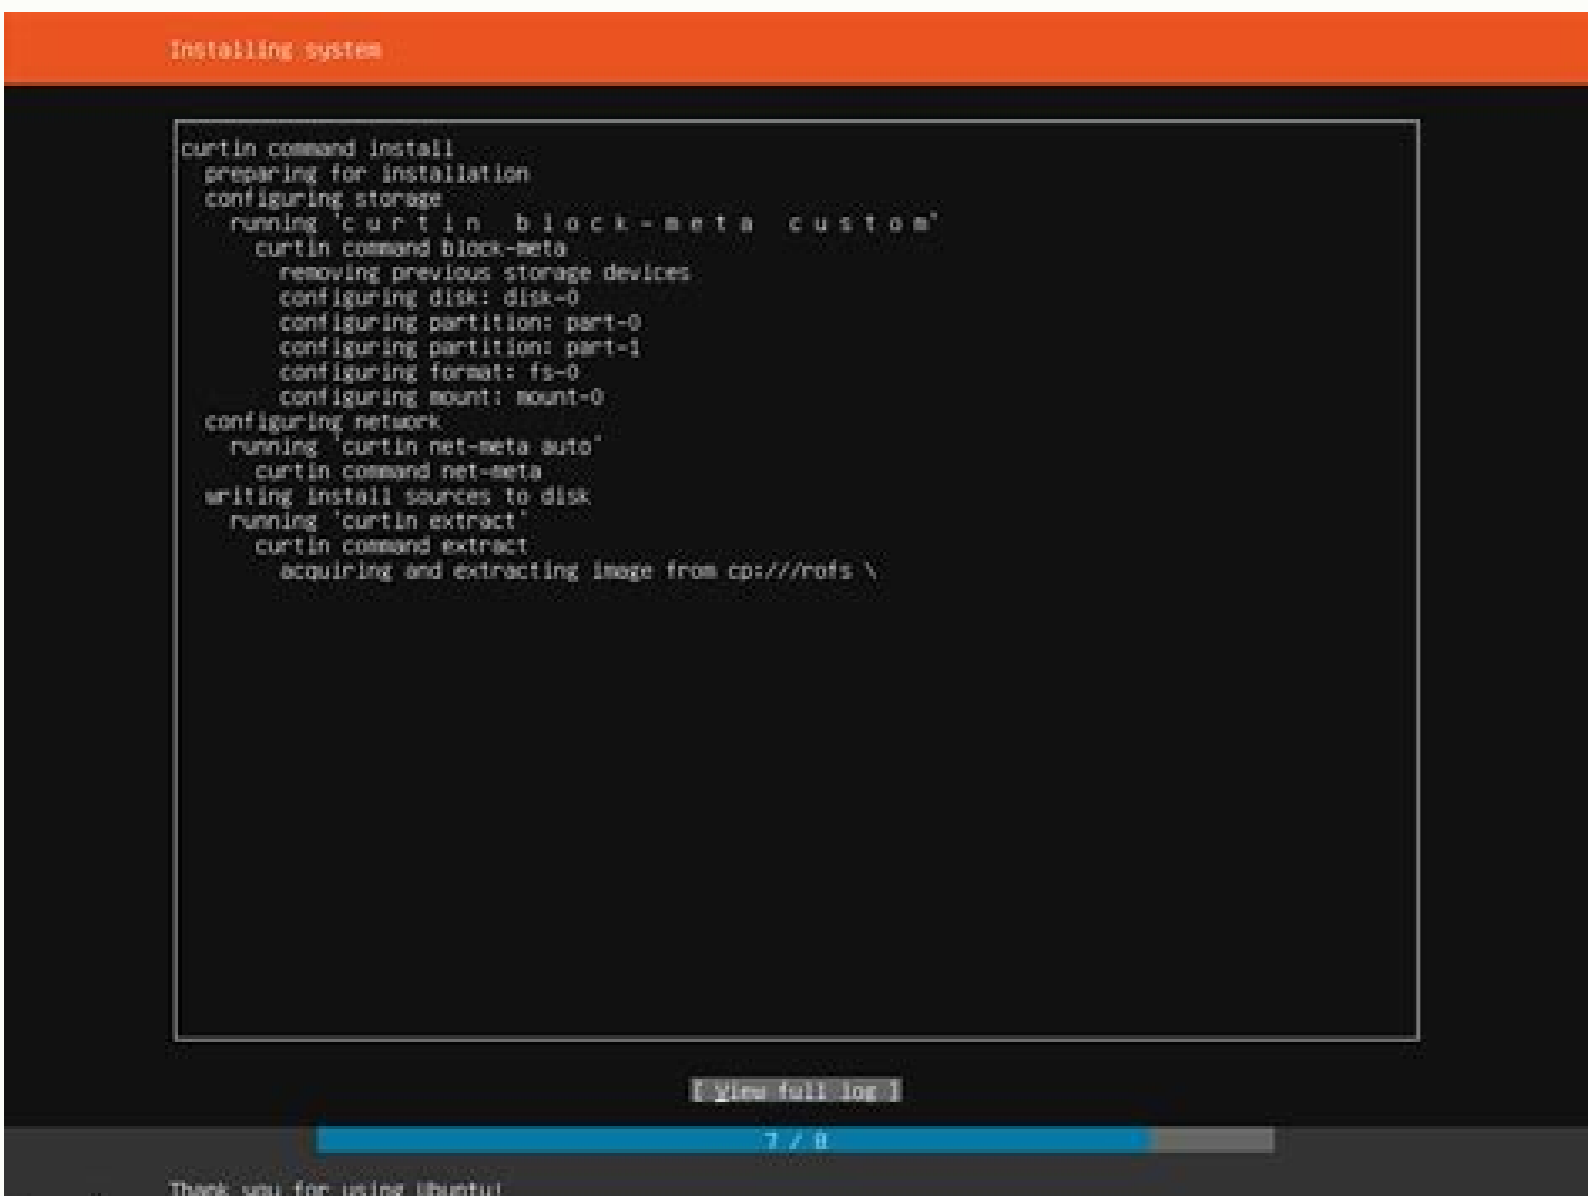 Installing system
curtin command install
preparing for installation
configuring storage
running 'c u r t i n   b l o c k - m e t a   c u s t o m'
curtin command block-meta
removing previous storage devices
configuring disk: disk-0
configuring partition: part-0
configuring partition: part-1
configuring format: fs-0
configuring mount: mount-0
configuring network
running 'curtin net-meta auto'
curtin command net-meta
writing install sources to disk
running 'curtin extract'
curtin command extract
acquiring and extracting image from cp:///rofs \
[ View full log ]
7 / 8
Thank you for using Ubuntu!